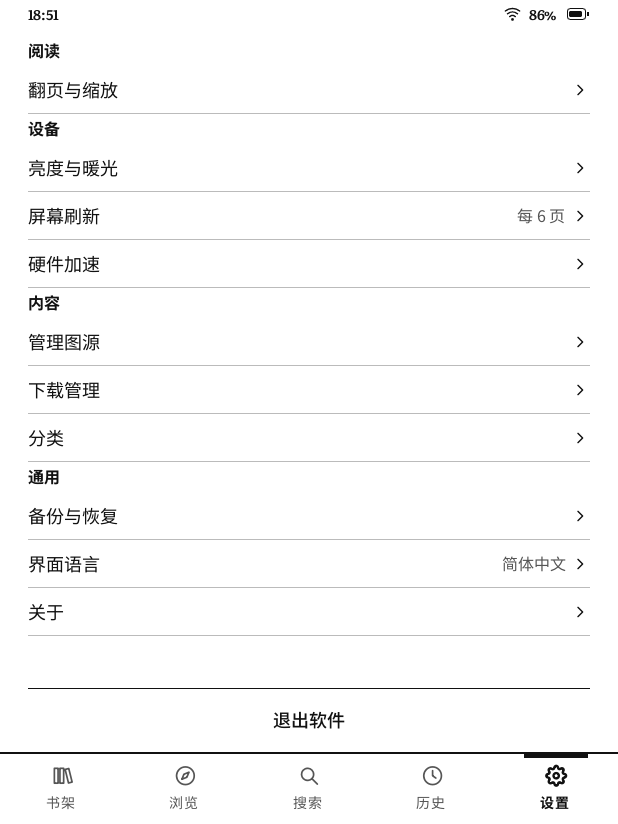 18:51 86%
阅读
翻页与缩放
设备
亮度与暖光
屏幕刷新 每 6 页
硬件加速
内容
管理图源
下载管理
分类
通用
备份与恢复
界面语言 简体中文
关于
退出软件
书架 浏览 搜索 历史 设置